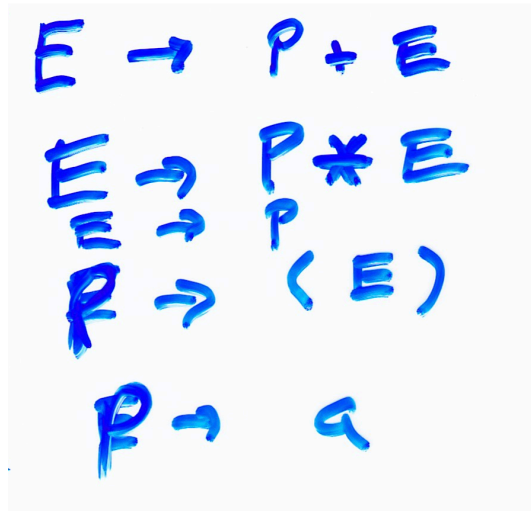 E → P + E
E → P * E
E → P
P → ( E )
P → a